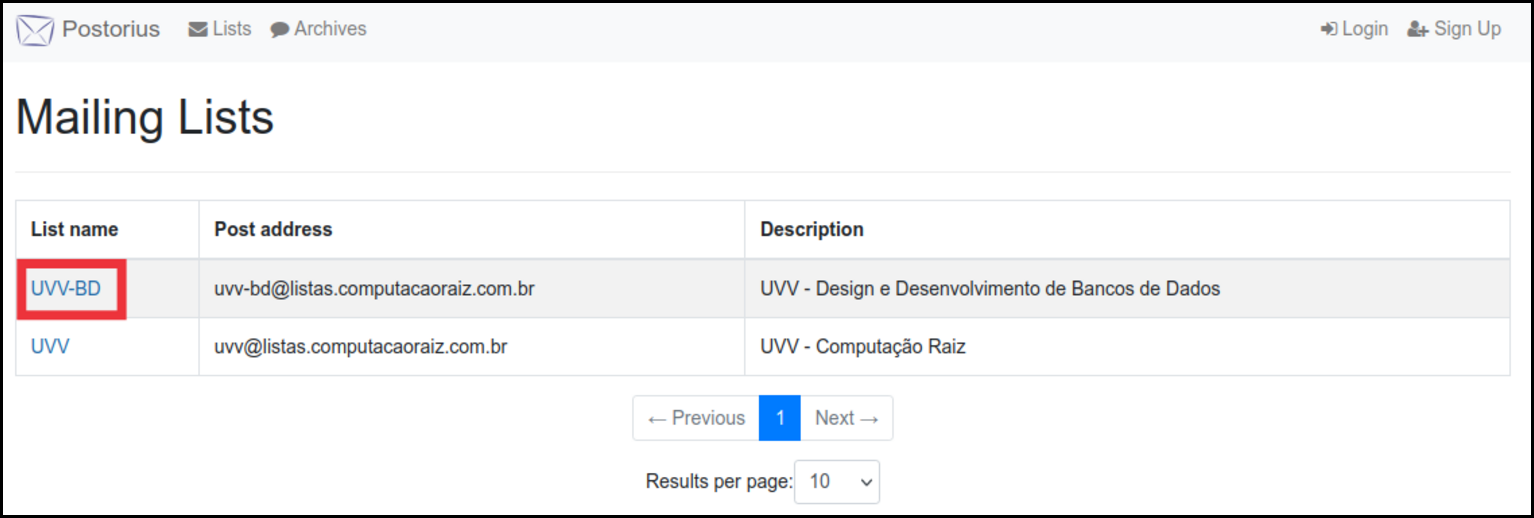 Postorius Lists Archives Login Sign Up
Mailing Lists
List name Post address Description
UVV-BD uvv-bd@listas.computacaoraiz.com.br UVV - Design e Desenvolvimento de Bancos de Dados
UVV uvv@listas.computacaoraiz.com.br UVV - Computação Raiz
← Previous 1 Next →
Results per page: 10